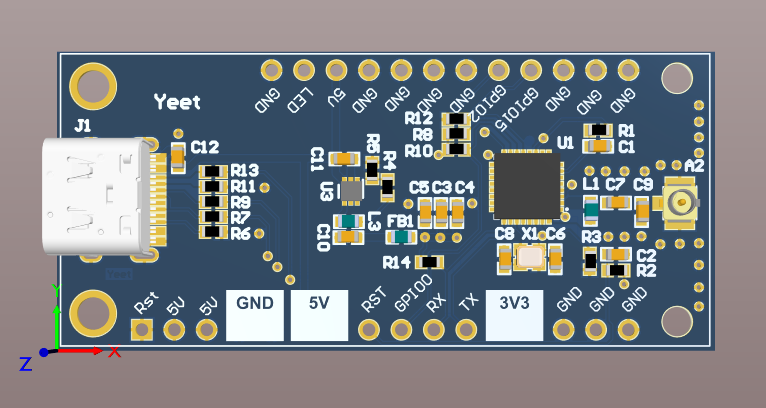 GND LED 5V GND GND GND GND GPIO2 GPIO15 GND GND GND
Yeet
J1
R12
R8
R10
U1
R1
C1
C12
C11
R5
R4
A2
R13
R11
R9
R7
R6
U3
L3
C10
C5 C3 C4
FB1
L1 C7 C9
R14
C8 X1 C6
R3
C2
R2
Yeet
Rst 5V 5V GND 5V RST GPIO0 RX TX 3V3 GND GND GND
Y
X
Z